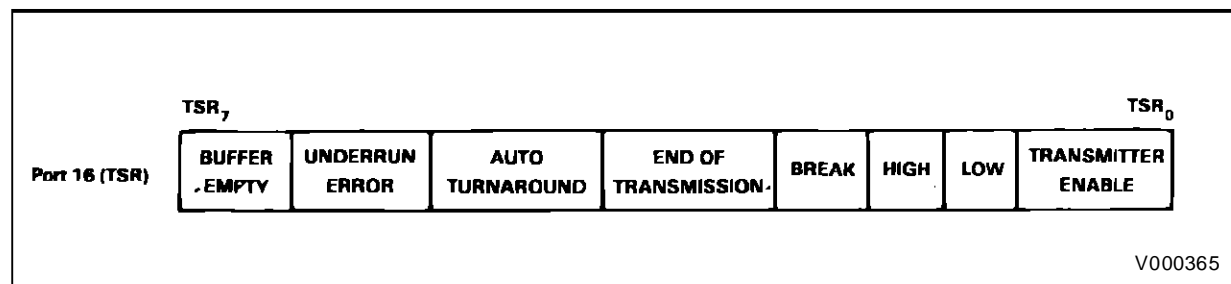 TSR7 TSR0
Port 16 (TSR)
BUFFER EMPTY
UNDERRUN ERROR
AUTO TURNAROUND
END OF TRANSMISSION
BREAK
HIGH
LOW
TRANSMITTER ENABLE
V000365